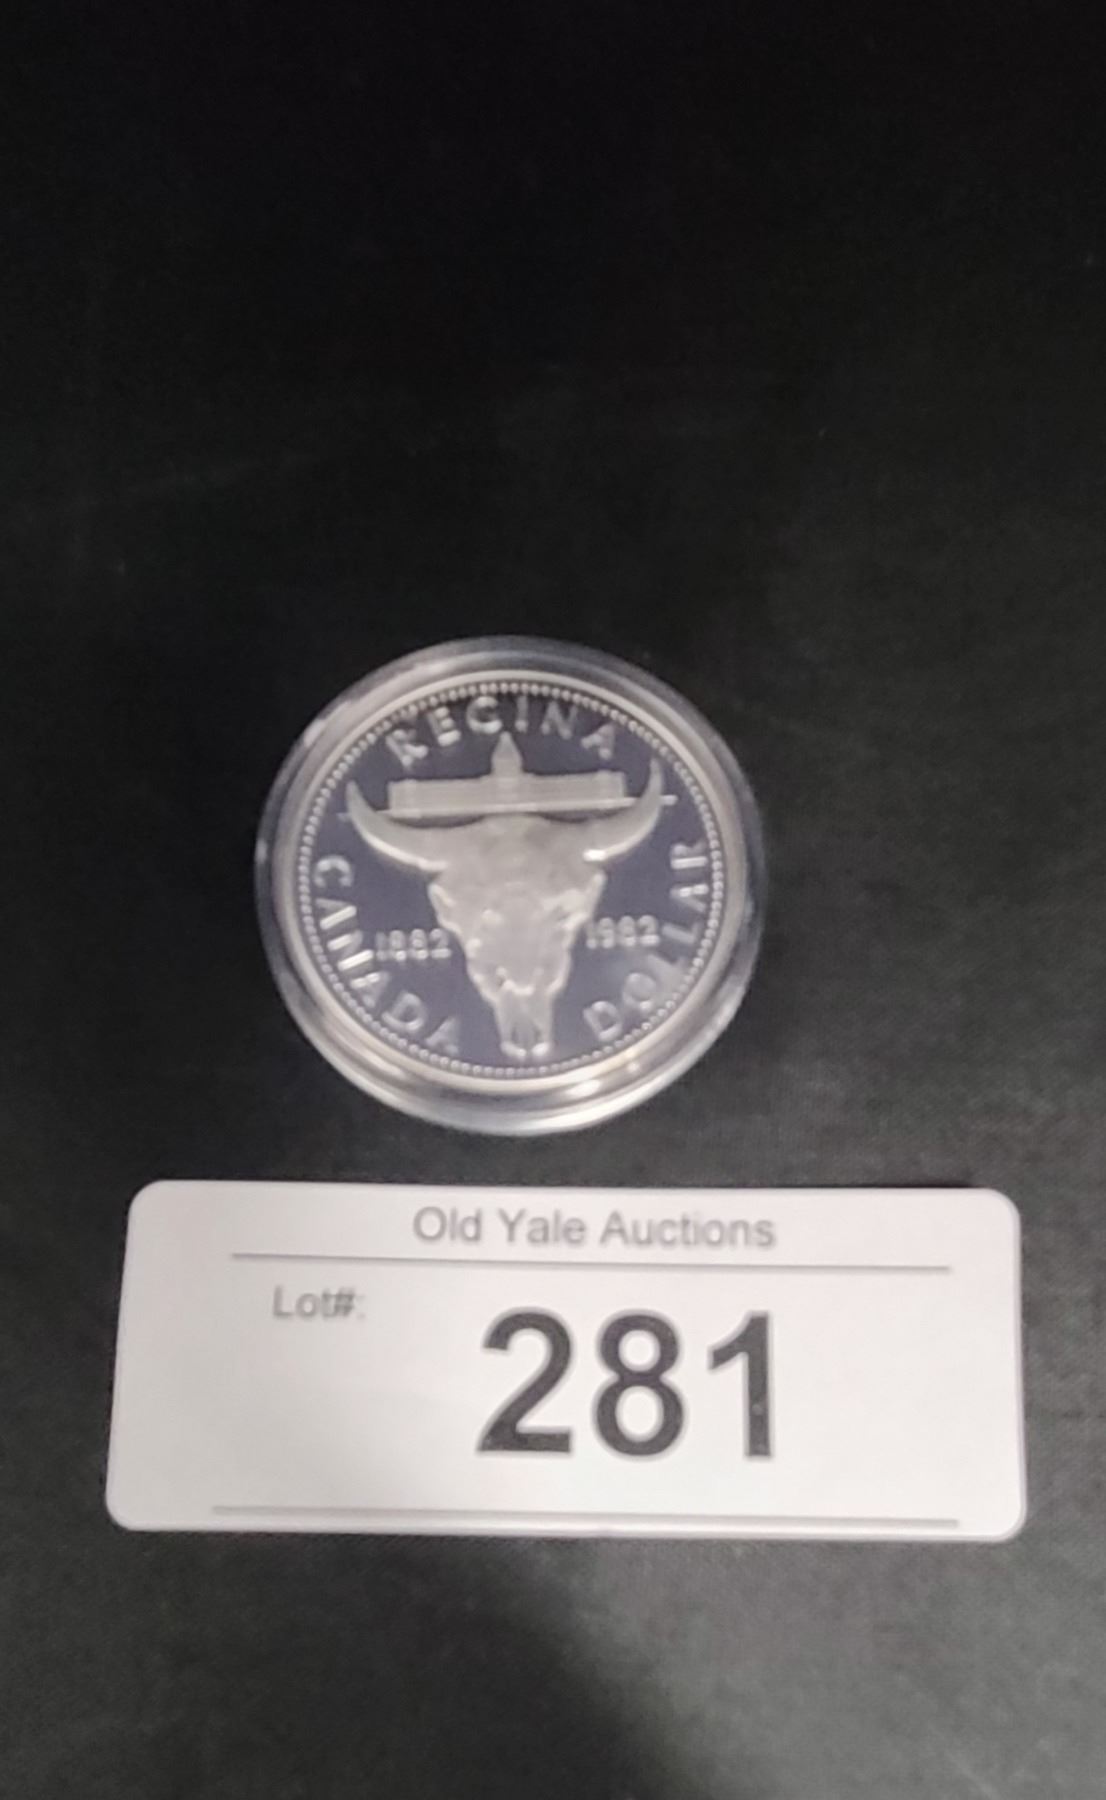 REGINA
CANADA
1882
1982
DOLLAR
Old Yale Auctions
Lot#:
281